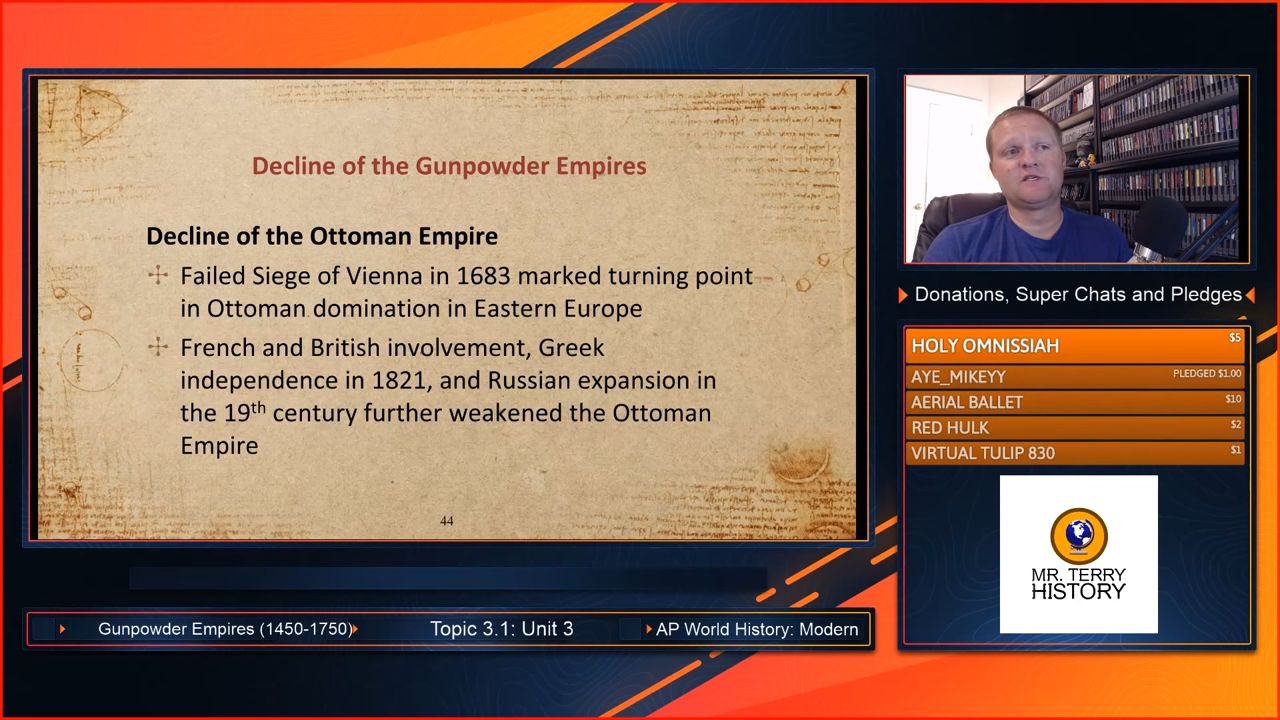 Decline of the Gunpowder Empires
Decline of the Ottoman Empire
Failed Siege of Vienna in 1683 marked turning point
in Ottoman domination in Eastern Europe
French and British involvement, Greek
independence in 1821, and Russian expansion in
the 19th century further weakened the Ottoman
Empire
44
Donations, Super Chats and Pledges
HOLY OMNISSIAH $5
AYE_MIKEYY PLEDGED $1.00
AERIAL BALLET $10
RED HULK $2
VIRTUAL TULIP 830 $1
MR. TERRY
HISTORY
Gunpowder Empires (1450-1750) Topic 3.1: Unit 3 AP World History: Modern